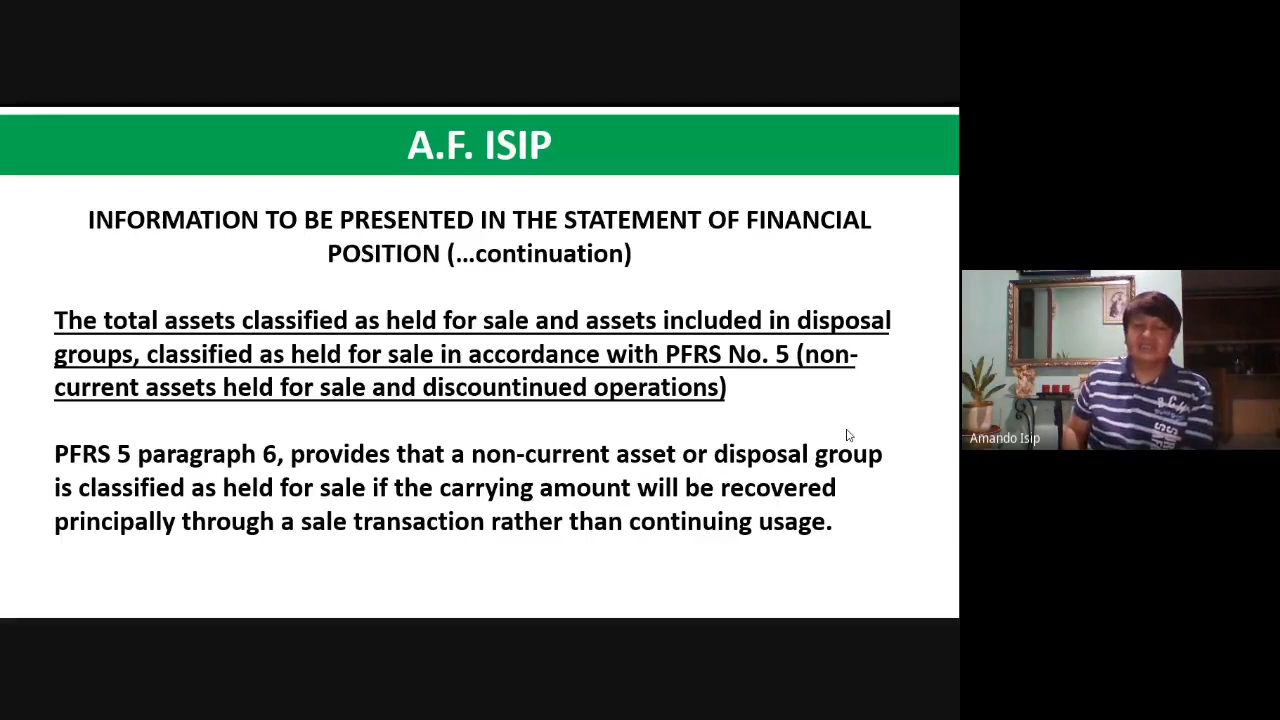 A.F. ISIP
INFORMATION TO BE PRESENTED IN THE STATEMENT OF FINANCIAL
POSITION (...continuation)
The total assets classified as held for sale and assets included in disposal
groups, classified as held for sale in accordance with PFRS No. 5 (non-
current assets held for sale and discountinued operations)
PFRS 5 paragraph 6, provides that a non-current asset or disposal group
is classified as held for sale if the carrying amount will be recovered
principally through a sale transaction rather than continuing usage.
Amando Isip